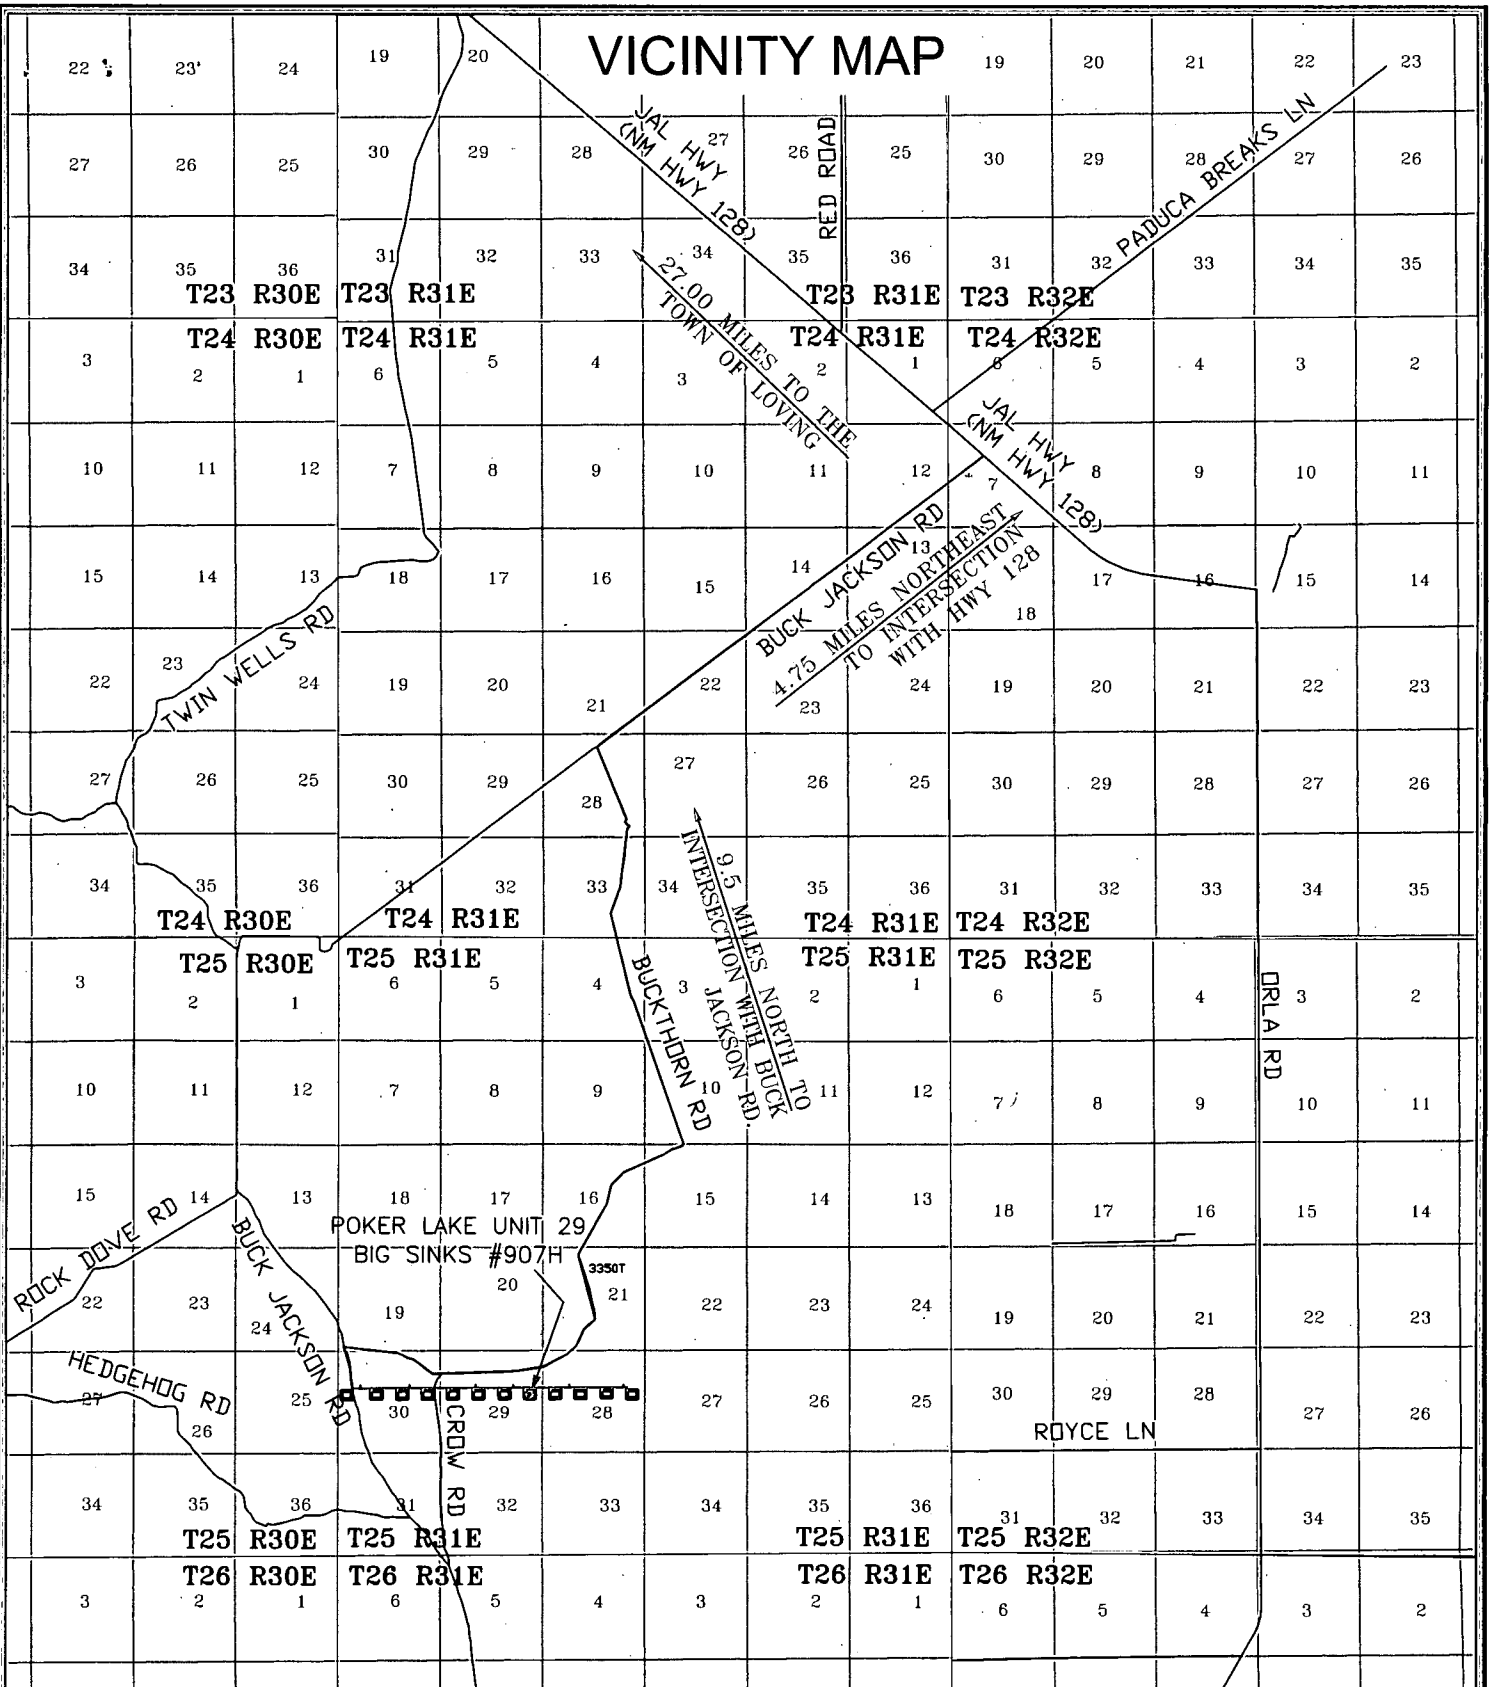 VICINITY MAP
22 23 24 19 20 19 20 21 22 23
JAL HWY
(NM HWY 128)
RED ROAD
PADUCA BREAKS LN
27 26 25 30 29 28 27 26 25 30 29 28 27 26
34 35 36 31 32 33 34 35 36 31 32 33 34 35
T23 R30E T23 R31E T23 R31E T23 R32E
T24 R30E T24 R31E T24 R31E T24 R32E
27.00 MILES TO THE
TOWN OF LOVING
3 2 1 6 5 4 3 2 1 6 5 4 3 2
JAL HWY
(NM HWY 128)
10 11 12 7 8 9 10 11 12 7 8 9 10 11
BUCK JACKSON RD
4.75 MILES NORTHEAST
TO INTERSECTION
WITH HWY 128
15 14 13 18 17 16 15 14 13 18 17 16 15 14
TWIN WELLS RD
22 23 24 19 20 21 22 23 24 19 20 21 22 23
27 26 25 30 29 28 27 26 25 30 29 28 27 26
34 35 36 31 32 33 34 35 36 31 32 33 34 35
9.5 MILES NORTH TO
INTERSECTION WITH BUCK
JACKSON RD.
T24 R30E T24 R31E T24 R31E T24 R32E
T25 R30E T25 R31E T25 R31E T25 R32E
3 2 1 6 5 4 3 2 1 6 5 4 3 2
BUCKTHORN RD
ORLA RD
10 11 12 7 8 9 10 11 12 7 8 9 10 11
15 14 13 18 17 16 15 14 13 18 17 16 15 14
ROCK DOVE RD
BUCK JACKSON RD
POKER LAKE UNIT 29
BIG SINKS #907H
3350T
22 23 24 19 20 21 22 23 24 19 20 21 22 23
HEDGEHOG RD
27 26 25 30 29 28 27 26 25 30 29 28 27 26
CROW RD
ROYCE LN
34 35 36 31 32 33 34 35 36 31 32 33 34 35
T25 R30E T25 R31E T25 R31E T25 R32E
T26 R30E T26 R31E T26 R31E T26 R32E
3 2 1 6 5 4 3 2 1 6 5 4 3 2